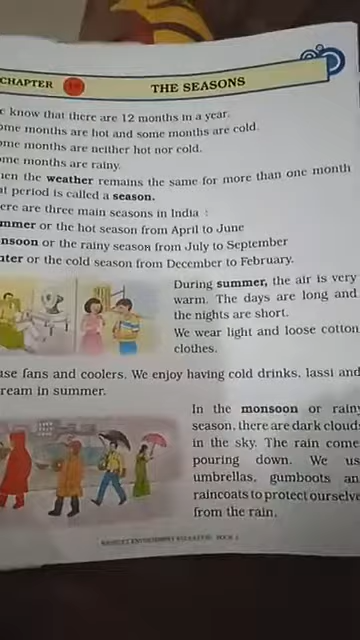 CHAPTER
THE SEASONS
know that there are 12 months in a year.
ome months are hot and some months are cold.
ome months are neither hot nor cold.
ome months are rainy.
en the weather remains the same for more than one month
at period is called a season.
ere are three main seasons in India :
mmer or the hot season from April to June
nsoon or the rainy season from July to September
nter or the cold season from December to February.
During summer, the air is very
warm. The days are long and
the nights are short.
We wear light and loose cotton
clothes.
use fans and coolers. We enjoy having cold drinks, lassi and
ream in summer.
In the monsoon or rain
season, there are dark cloud
in the sky. The rain come
pouring down. We us
umbrellas, gumboots an
raincoats to protect ourselve
from the rain.